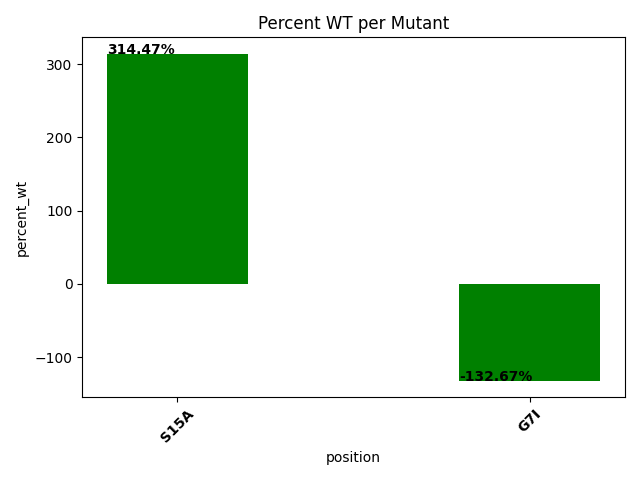 Percent WT per Mutant
314.47%
-132.67%
300
200
100
0
−100
percent_wt
S15A
G7I
position